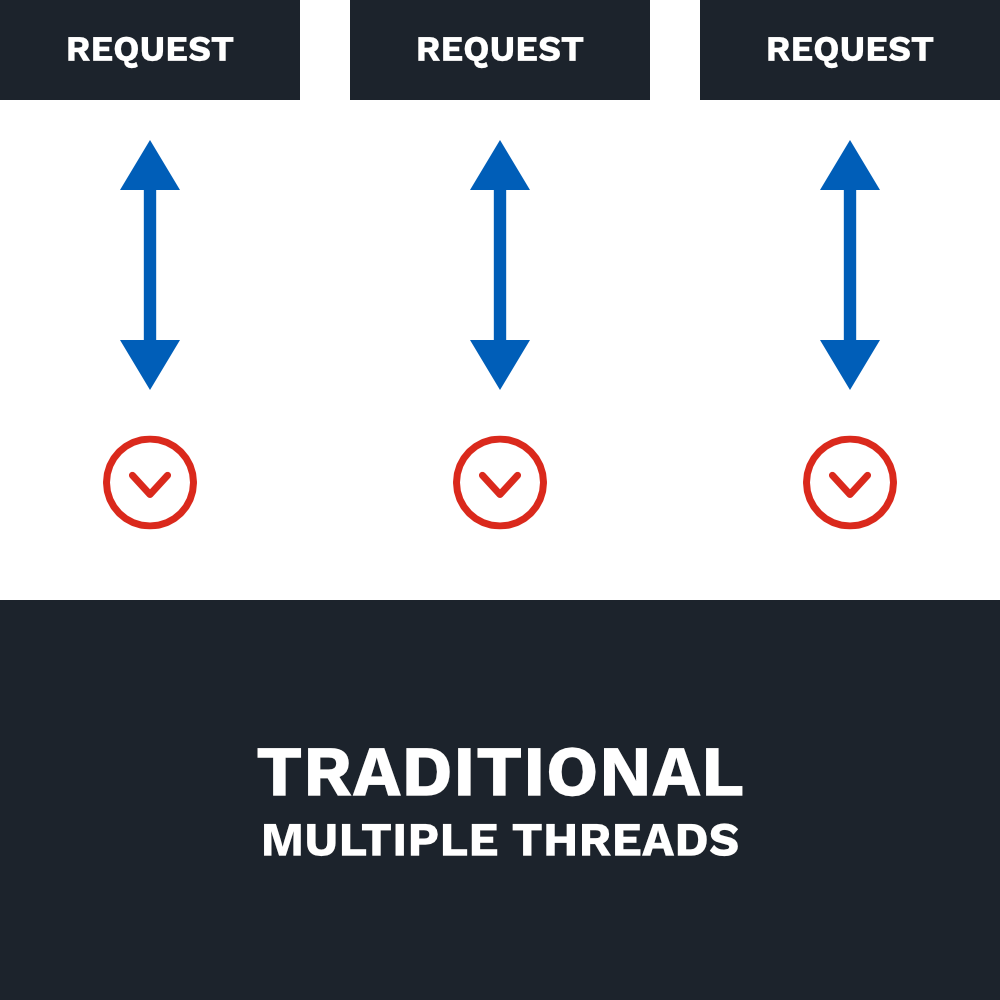 REQUEST
REQUEST
REQUEST
TRADITIONAL
MULTIPLE THREADS